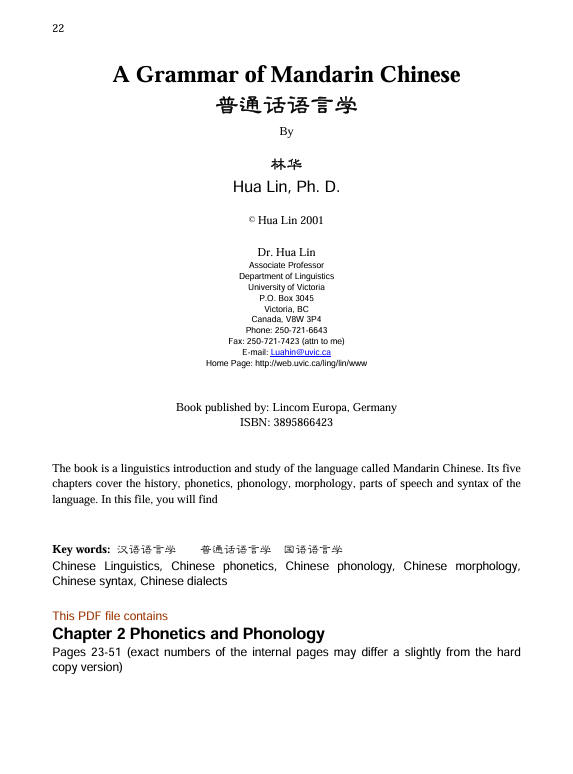 22
A Grammar of Mandarin Chinese
普通话语言学
By
林华
Hua Lin, Ph. D.
© Hua Lin 2001
Dr. Hua Lin
Associate Professor
Department of Linguistics
University of Victoria
P.O. Box 3045
Victoria, BC
Canada, V8W 3P4
Phone: 250-721-6643
Fax: 250-721-7423 (attn to me)
E-mail: Luahin@uvic.ca
Home Page: http://web.uvic.ca/ling/lin/www
Book published by: Lincom Europa, Germany
ISBN: 3895866423
The book is a linguistics introduction and study of the language called Mandarin Chinese. Its five
chapters cover the history, phonetics, phonology, morphology, parts of speech and syntax of the
language. In this file, you will find
Key words: 汉语语言学 普通话语言学 国语语言学
Chinese Linguistics, Chinese phonetics, Chinese phonology, Chinese morphology,
Chinese syntax, Chinese dialects
This PDF file contains
Chapter 2 Phonetics and Phonology
Pages 23-51 (exact numbers of the internal pages may differ a slightly from the hard
copy version)